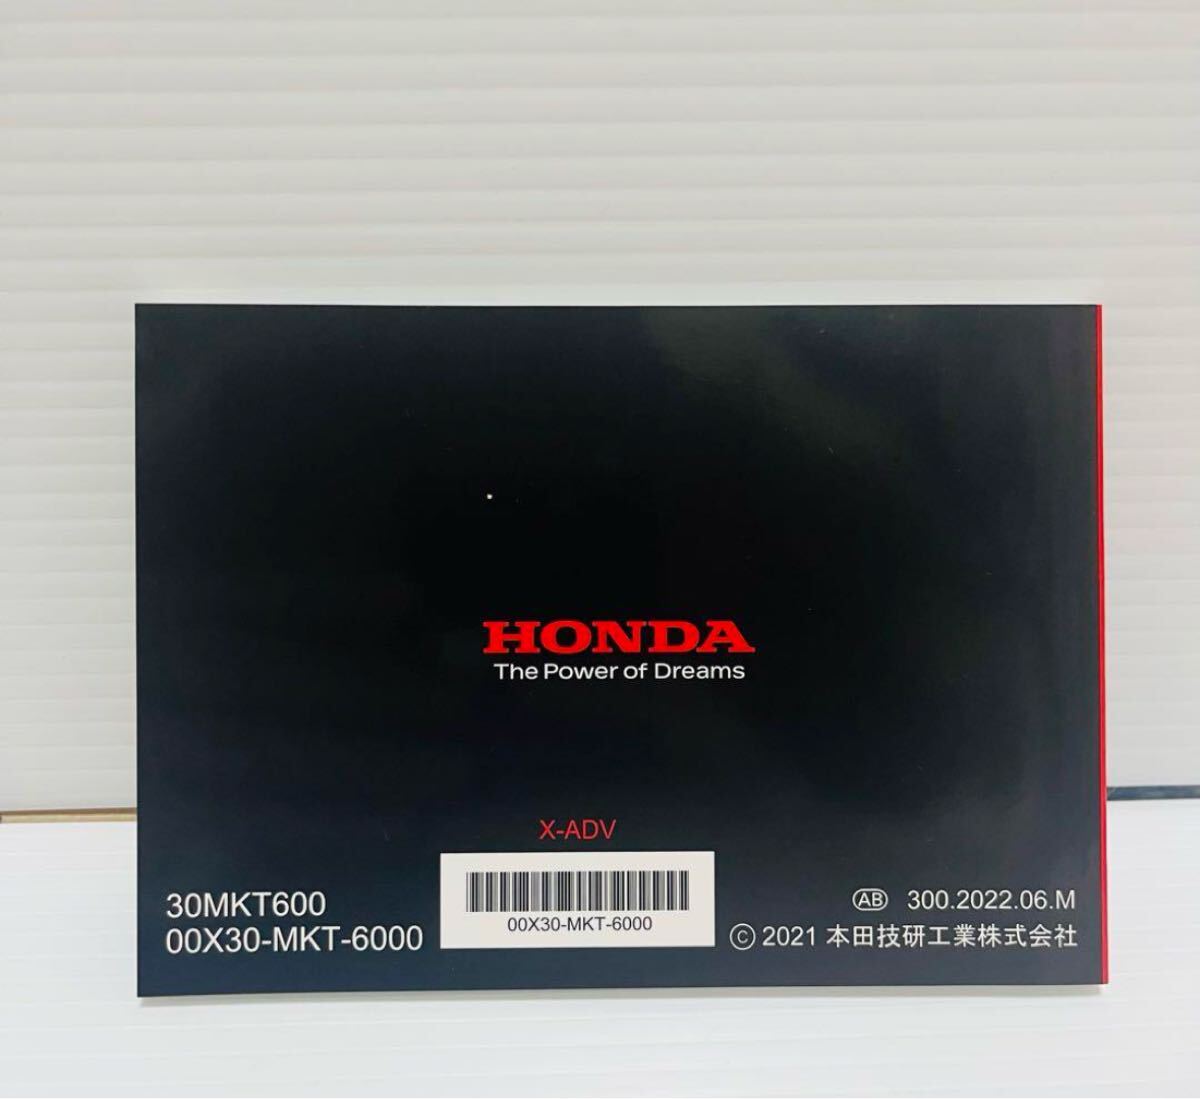 HONDA
The Power of Dreams
X-ADV
30MKT600
00X30-MKT-6000
00X30-MKT-6000
AB 300.2022.06.M
© 2021 本田技研工業株式会社